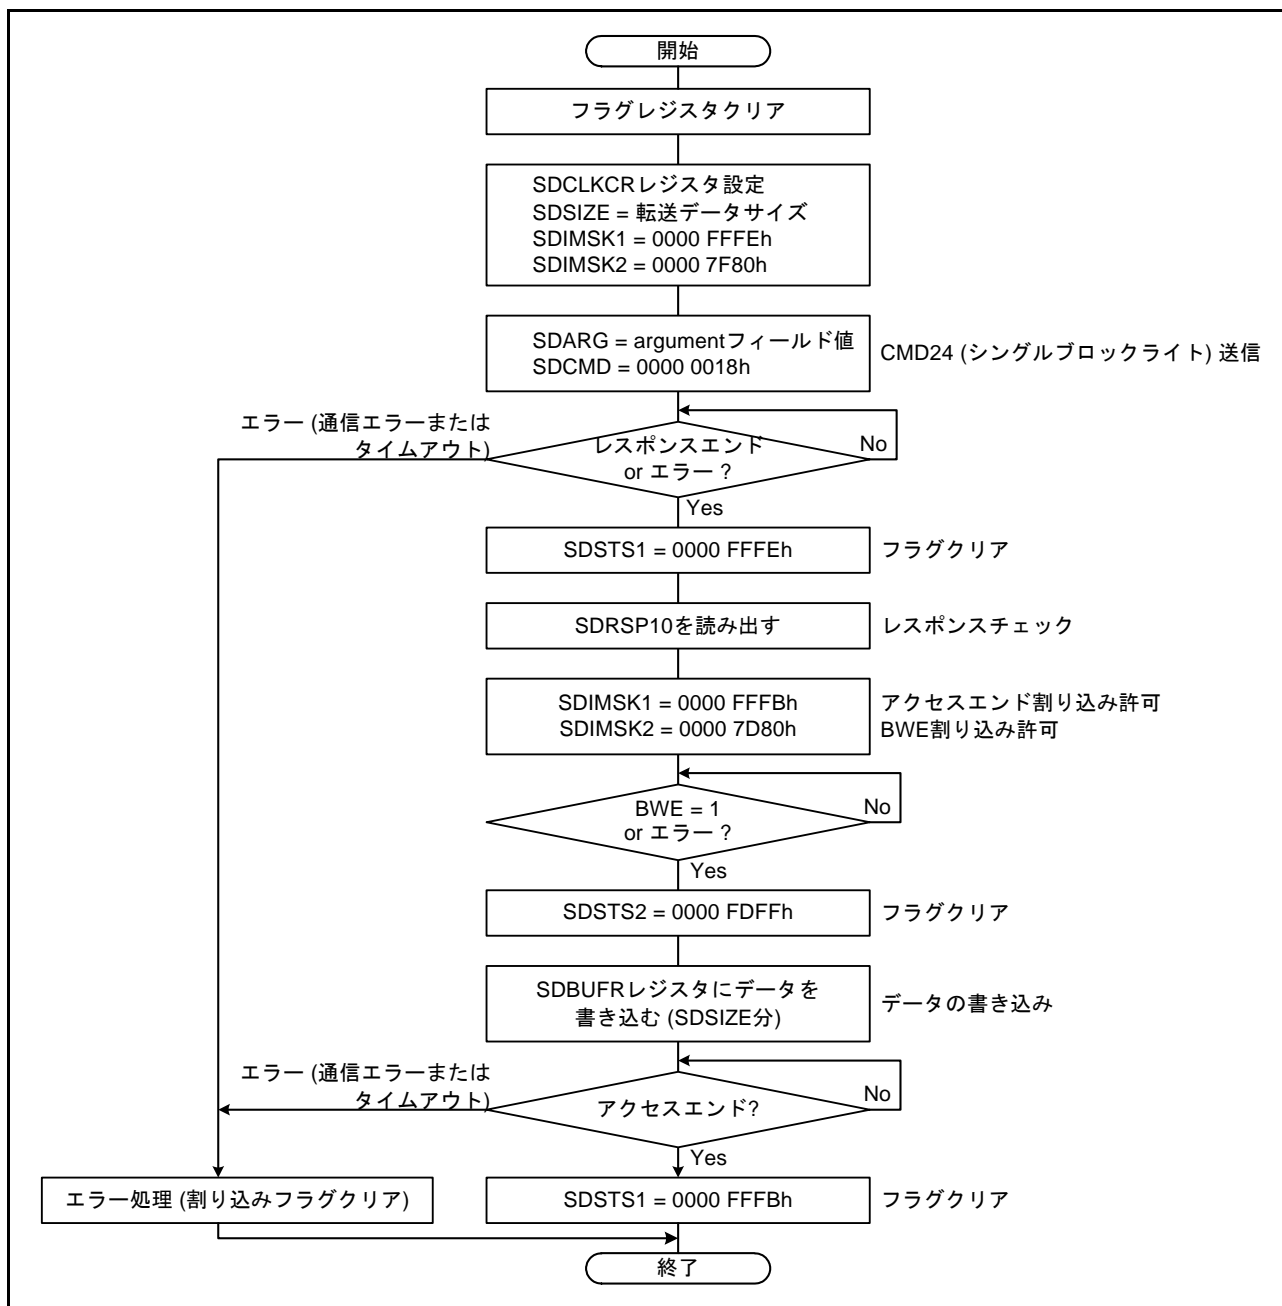 開始
フラグレジスタクリア
SDCLKCRレジスタ設定
SDSIZE = 転送データサイズ
SDIMSK1 = 0000 FFFEh
SDIMSK2 = 0000 7F80h
SDARG = argumentフィールド値
SDCMD = 0000 0018h
CMD24 (シングルブロックライト) 送信
エラー (通信エラーまたは
タイムアウト)
レスポンスエンド
or エラー ?
No
Yes
SDSTS1 = 0000 FFFEh
フラグクリア
SDRSP10を読み出す
レスポンスチェック
SDIMSK1 = 0000 FFFBh
SDIMSK2 = 0000 7D80h
アクセスエンド割り込み許可
BWE割り込み許可
BWE = 1
or エラー ?
No
Yes
SDSTS2 = 0000 FDFFh
フラグクリア
SDBUFRレジスタにデータを
書き込む (SDSIZE分)
データの書き込み
エラー (通信エラーまたは
タイムアウト)
アクセスエンド?
No
Yes
エラー処理 (割り込みフラグクリア)
SDSTS1 = 0000 FFFBh
フラグクリア
終了